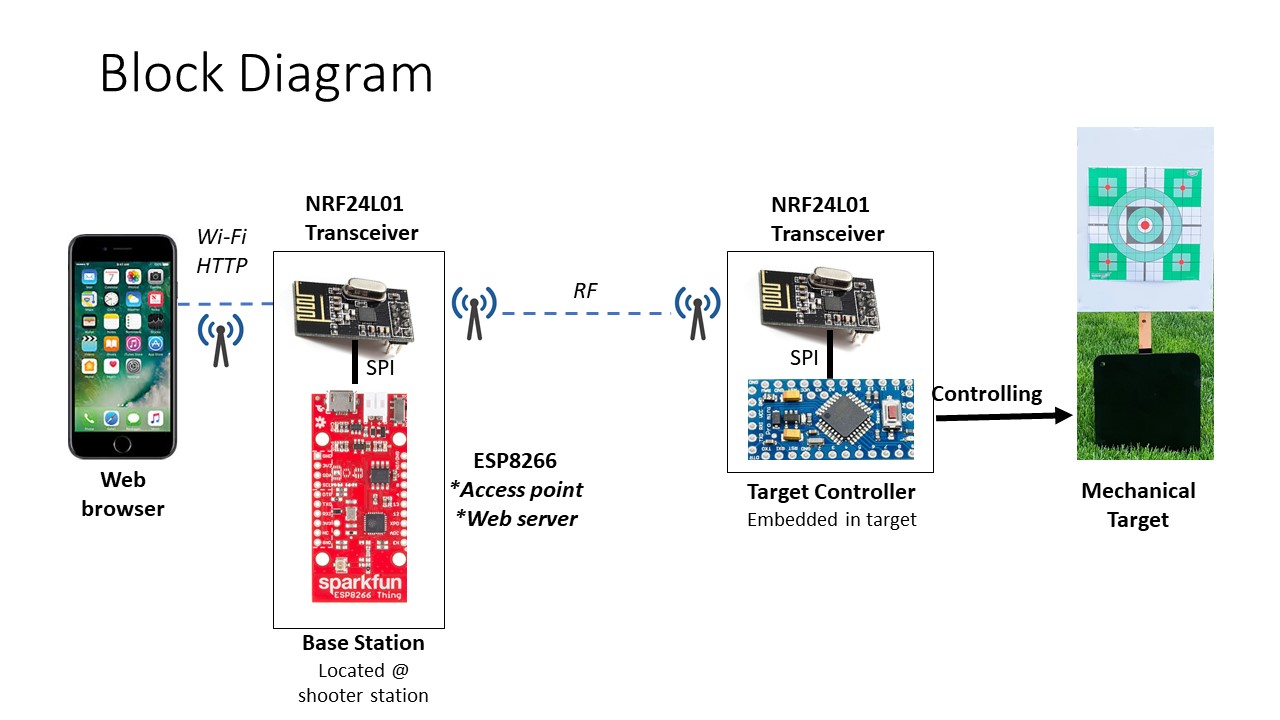 Block Diagram
NRF24L01
Transceiver
NRF24L01
Transceiver
Wi-Fi
HTTP
RF
SPI
SPI
Controlling
Web
browser
ESP8266
*Access point
*Web server
Target Controller
Embedded in target
Mechanical
Target
sparkfun
ESP8266 Thing
Base Station
Located @
shooter station